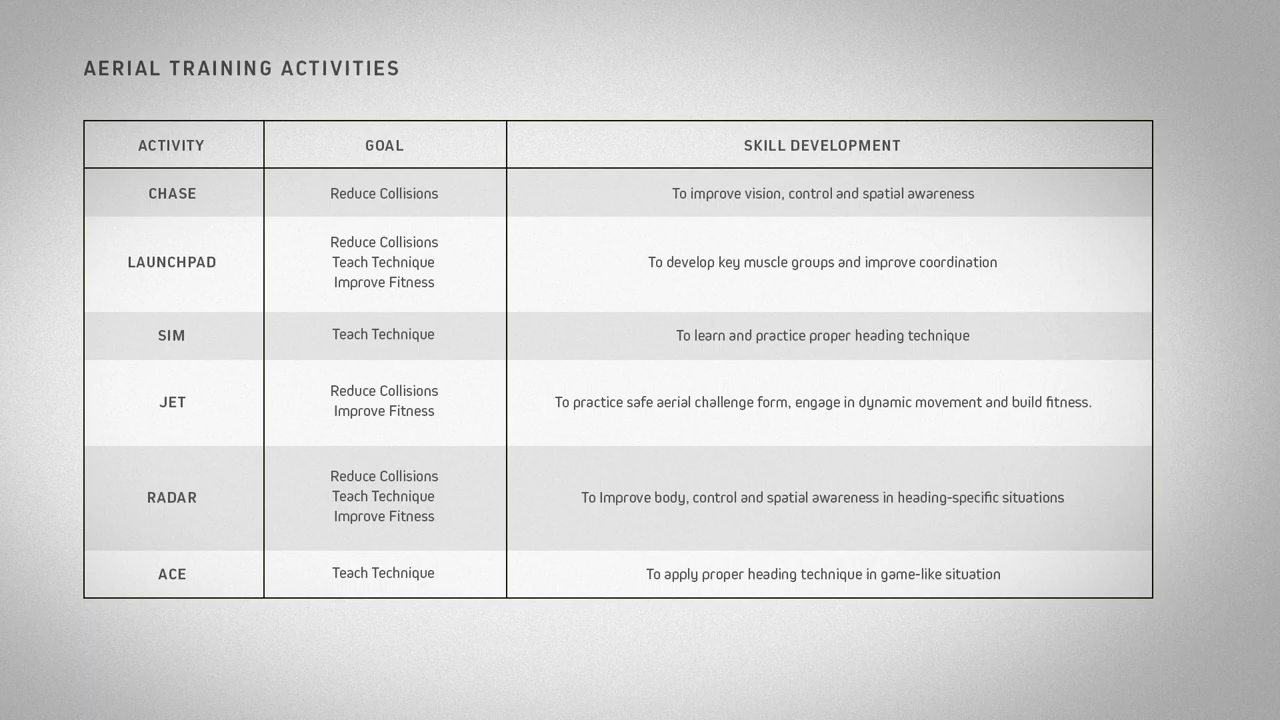 AERIAL TRAINING ACTIVITIES
ACTIVITY GOAL SKILL DEVELOPMENT
CHASE Reduce Collisions To improve vision, control and spatial awareness
Reduce Collisions
LAUNCHPAD Teach Technique To develop key muscle groups and improve coordination
Improve Fitness
SIM Teach Technique To learn and practice proper heading technique
Reduce Collisions
JET To practice safe aerial challenge form, engage in dynamic movement and build fitness.
Improve Fitness
Reduce Collisions
RADAR Teach Technique To Improve body, control and spatial awareness in heading-specific situations
Improve Fitness
ACE Teach Technique To apply proper heading technique in game-like situation